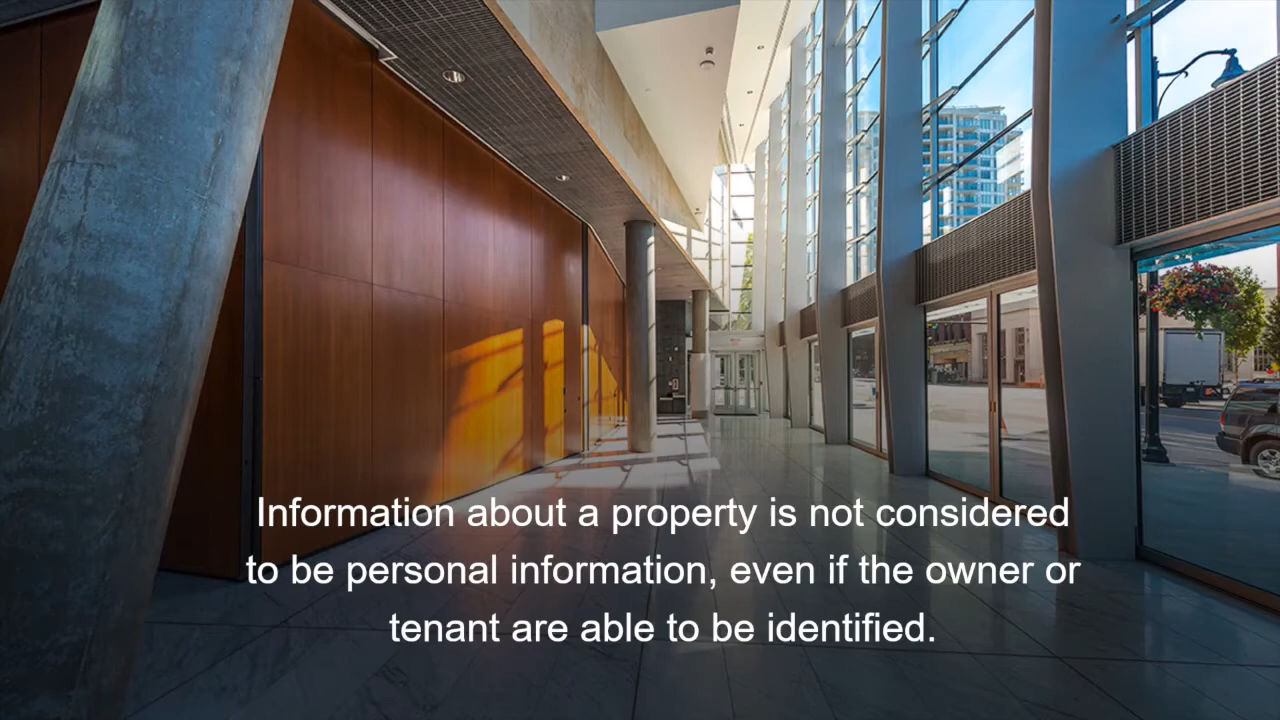 Information about a property is not considered
to be personal information, even if the owner or
tenant are able to be identified.